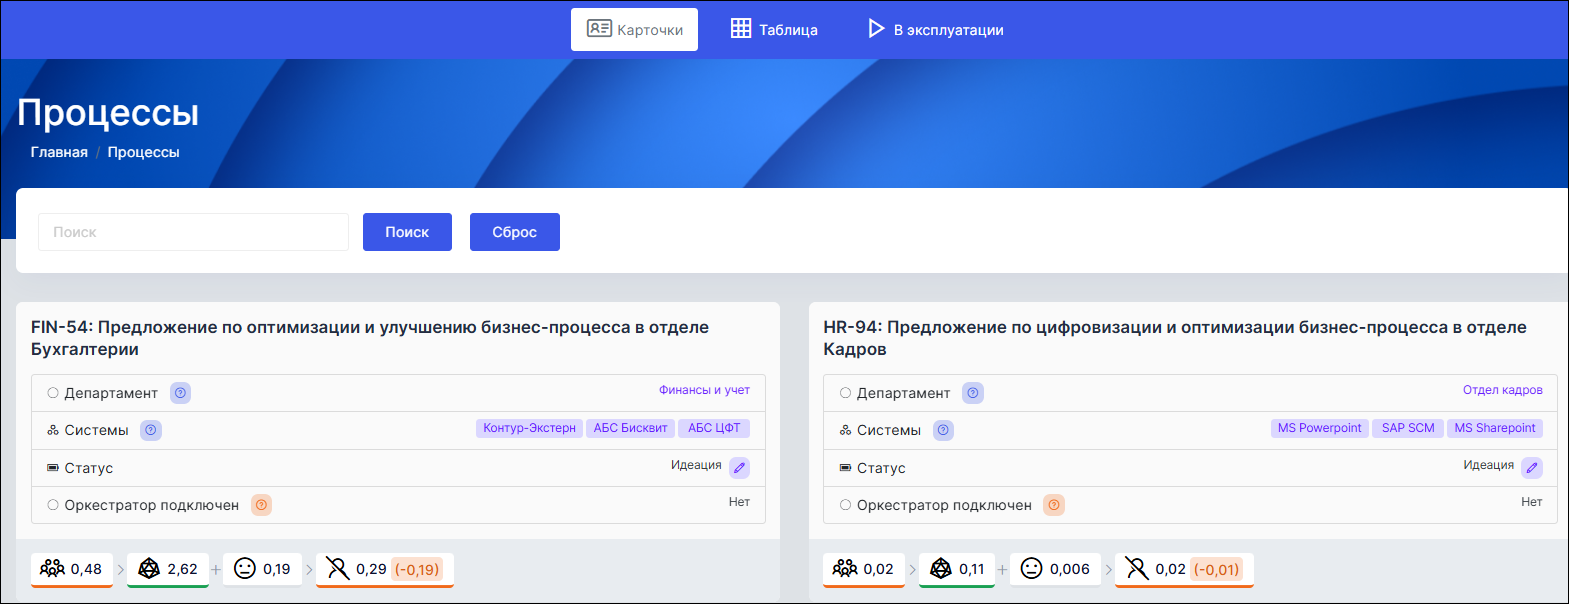 Карточки
Таблица
В эксплуатации
Процессы
Главная / Процессы
Поиск
Поиск
Сброс
FIN-54: Предложение по оптимизации и улучшению бизнес-процесса в отделе
Бухгалтерии
Департамент
Финансы и учет
Системы
Контур-Экстерн
АБС Бисквит
АБС ЦФТ
Статус
Идеация
Оркестратор подключен
Нет
0,48 > 2,62 + 0,19 > 0,29 (-0,19)
HR-94: Предложение по цифровизации и оптимизации бизнес-процесса в отделе
Кадров
Департамент
Отдел кадров
Системы
MS Powerpoint
SAP SCM
MS Sharepoint
Статус
Идеация
Оркестратор подключен
Нет
0,02 > 0,11 + 0,006 > 0,02 (-0,01)